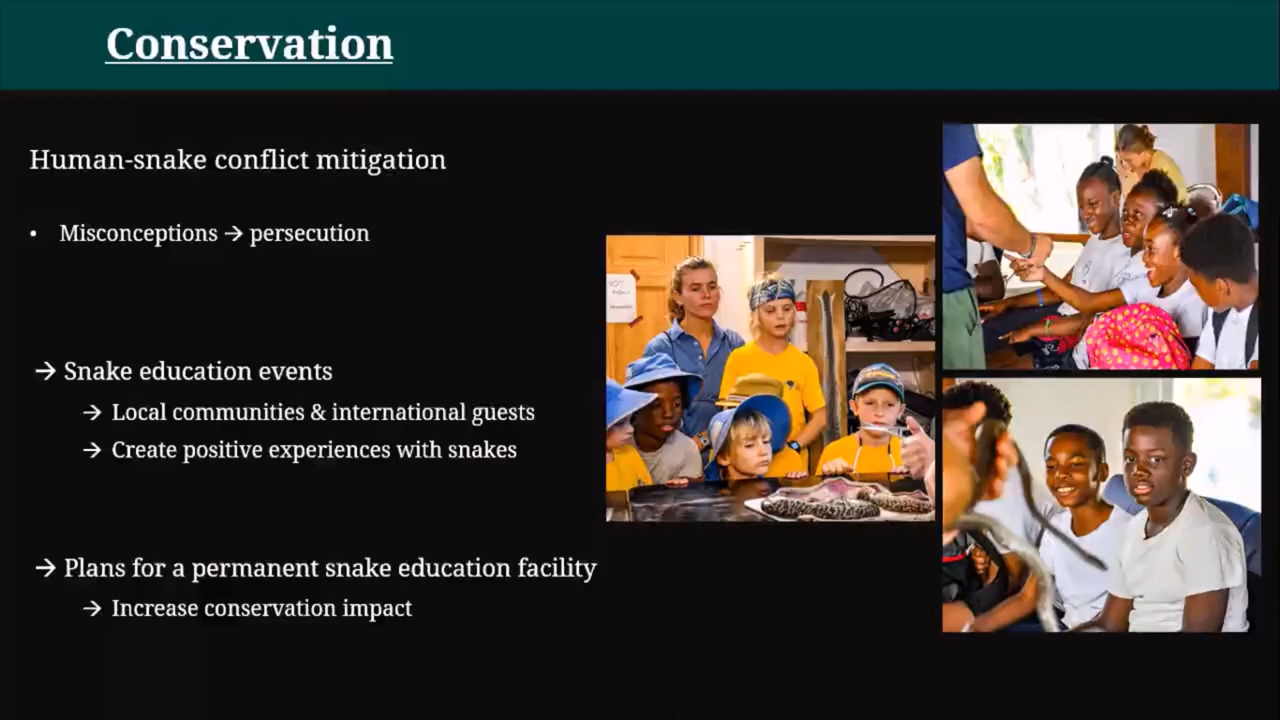 Conservation
Human-snake conflict mitigation
• Misconceptions → persecution
→ Snake education events
→ Local communities & international guests
→ Create positive experiences with snakes
→ Plans for a permanent snake education facility
→ Increase conservation impact